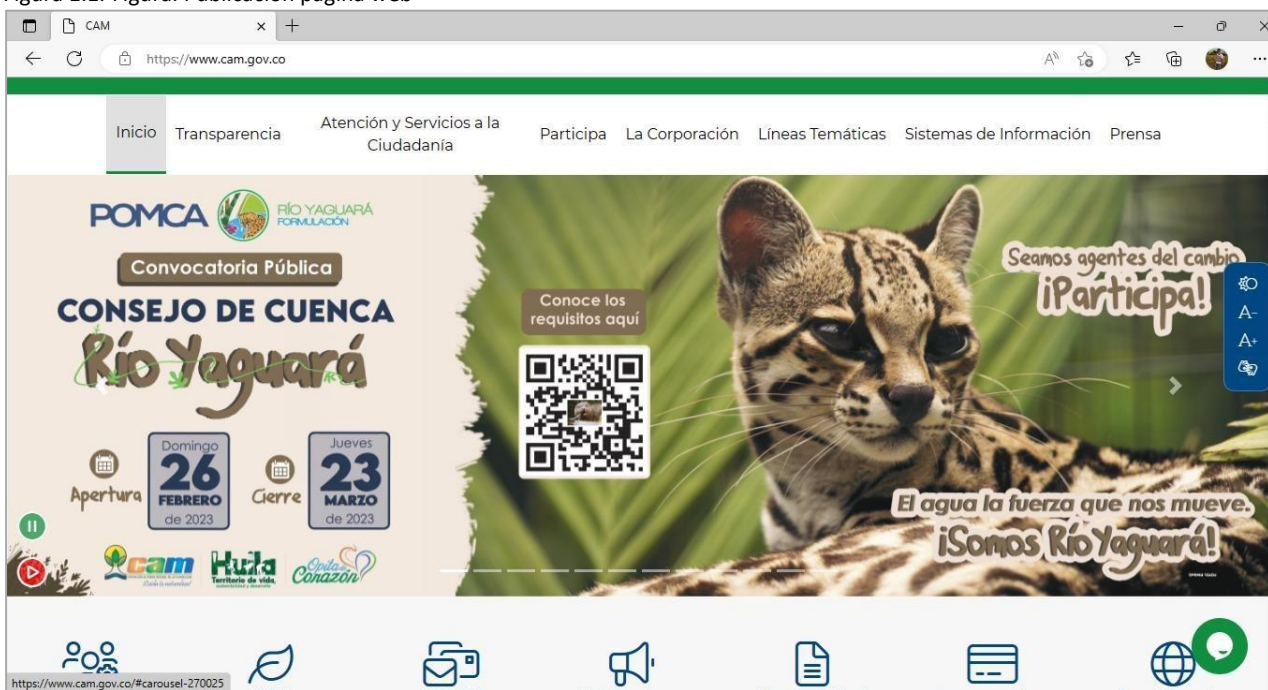 Figura 2.2. Figura. Publicación página web
CAM
https://www.cam.gov.co
Inicio
Transparencia
Atención y Servicios a la
Ciudadanía
Participa
La Corporación
Líneas Temáticas
Sistemas de Información
Prensa
POMCA
RÍO YAGUARÁ
FORMULACIÓN
Convocatoria Pública
CONSEJO DE CUENCA
Río Yaguará
Apertura
Domingo
26
FEBRERO
de 2023
Cierre
Jueves
23
MARZO
de 2023
cam
Huila
Territorio de vida,
Opita de
Corazón
Conoce los
requisitos aquí
Seamos agentes del cambio
¡Participa!
A-
A+
El agua la fuerza que nos mueve.
¡Somos Río Yaguará!
https://www.cam.gov.co/#carousel-270025